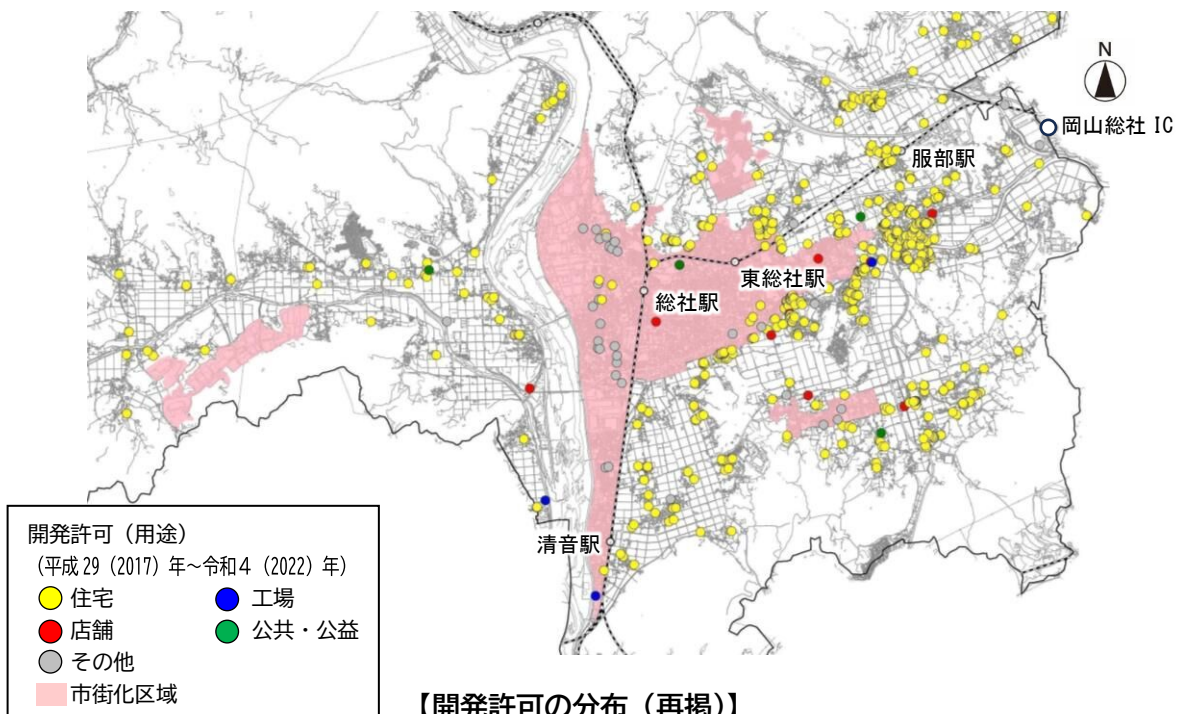 N
岡山総社 IC
服部駅
東総社駅
総社駅
清音駅
開発許可（用途）
（平成 29（2017）年～令和４（2022）年）
住宅
工場
店舗
公共・公益
その他
市街化区域
【開発許可の分布（再掲）】